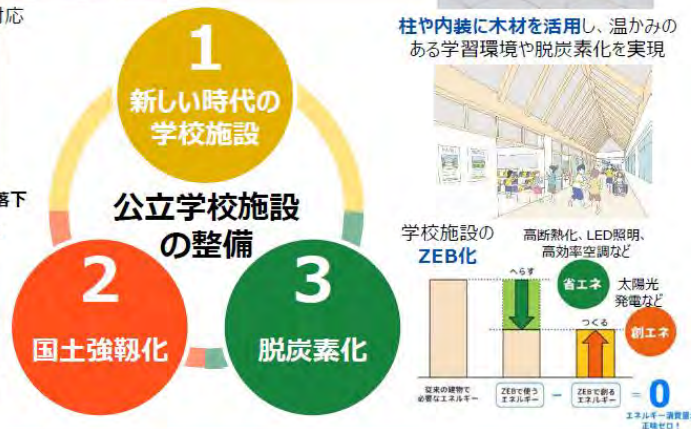 対応
落下
1
新しい時代の
学校施設
公立学校施設
の整備
2
国土強靱化
3
脱炭素化
柱や内装に木材を活用し、温かみの
ある学習環境や脱炭素化を実現
学校施設の
ZEB化
高断熱化、LED照明、
高効率空調など
へらす
省エネ
太陽光
発電など
つくる
創エネ
従来の建物で
必要なエネルギー
ZEBで使う
エネルギー
－
ZEBで創る
エネルギー
＝
0
エネルギー消費量
正味ゼロ！